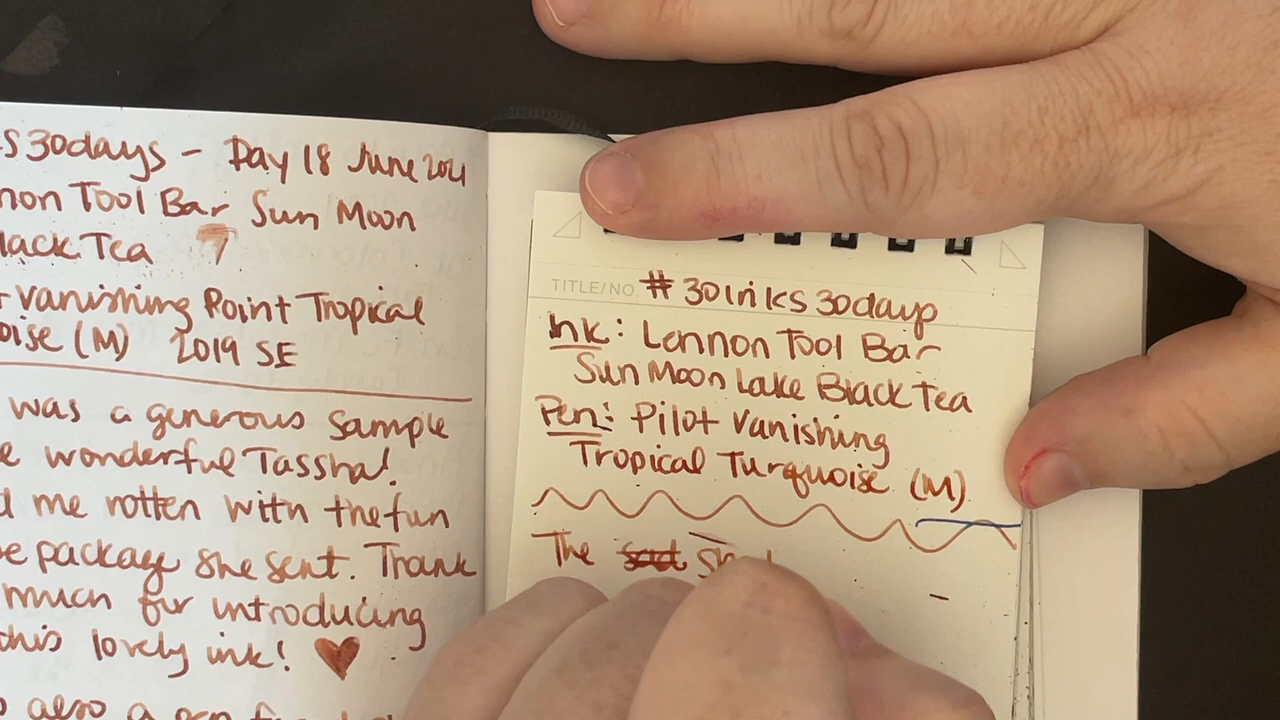 s 30days - Day 18 June 2021
non Tool Bar Sun Moon
lack Tea
Vanishing Point Tropical
oise (M) 2019 SE
was a generous sample
e wonderful Tassha!
d me rotten with the fun
e package she sent. Thank
much for introducing
this lovely ink! ♥
also a pen
TITLE/NO. #30inks30days
Ink: Lennon Tool Bar
Sun Moon Lake Black Tea
Pen: Pilot Vanishing
Tropical Turquoise (M)
The